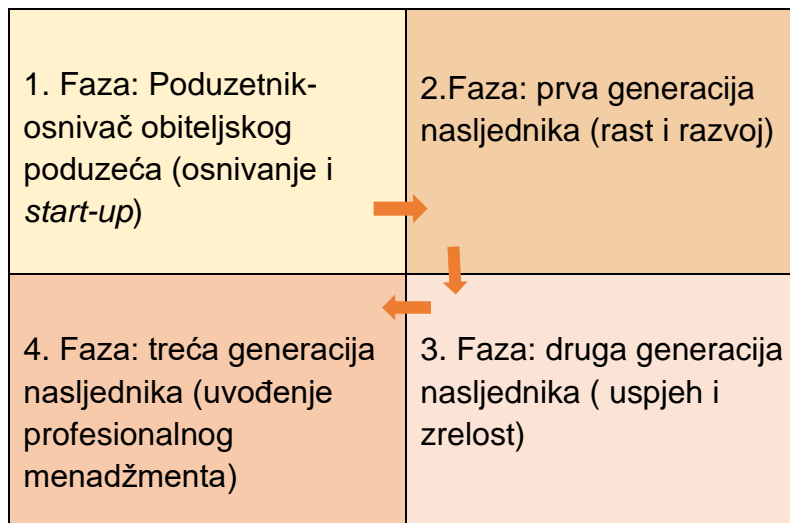 1. Faza: Poduzetnik-
osnivač obiteljskog
poduzeća (osnivanje i
start-up)
2.Faza: prva generacija
nasljednika (rast i razvoj)
3. Faza: druga generacija
nasljednika ( uspjeh i
zrelost)
4. Faza: treća generacija
nasljednika (uvođenje
profesionalnog
menadžmenta)